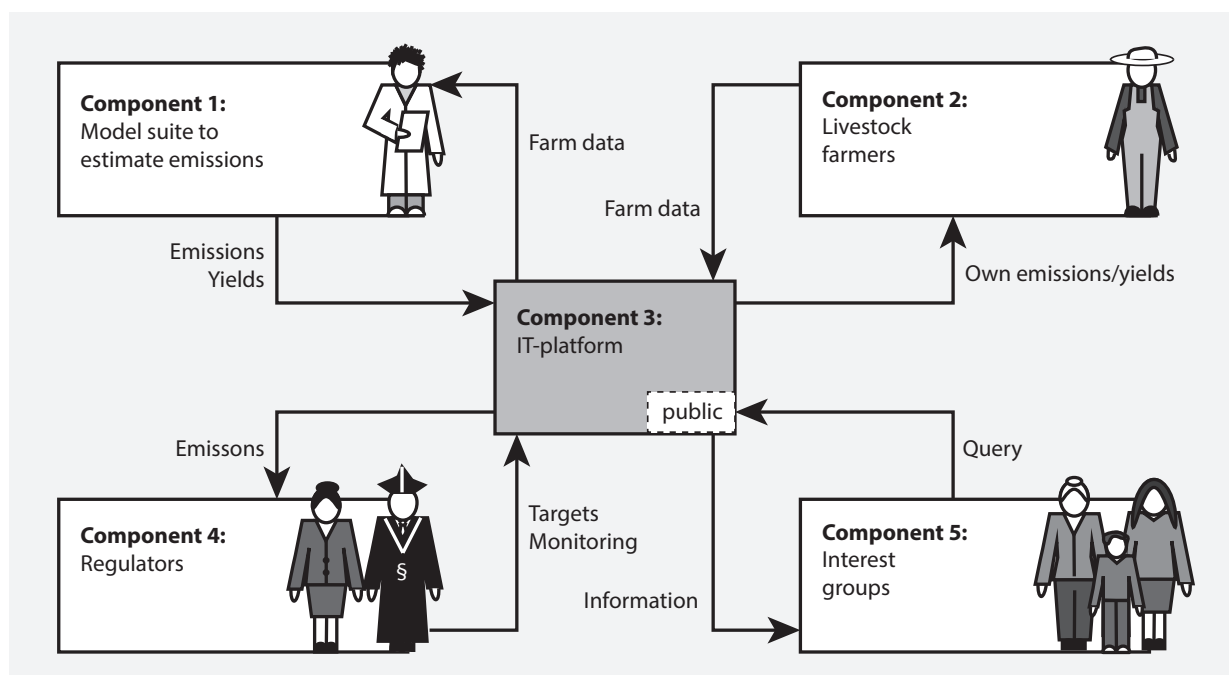 Component 1:
Model suite to
estimate emissions
Farm data
Component 2:
Livestock
farmers
Farm data
Emissions
Yields
Own emissions/yields
Component 3:
IT-platform
public
Emissons
Query
Component 4:
Regulators
§
Targets
Monitoring
Component 5:
Interest
groups
Information